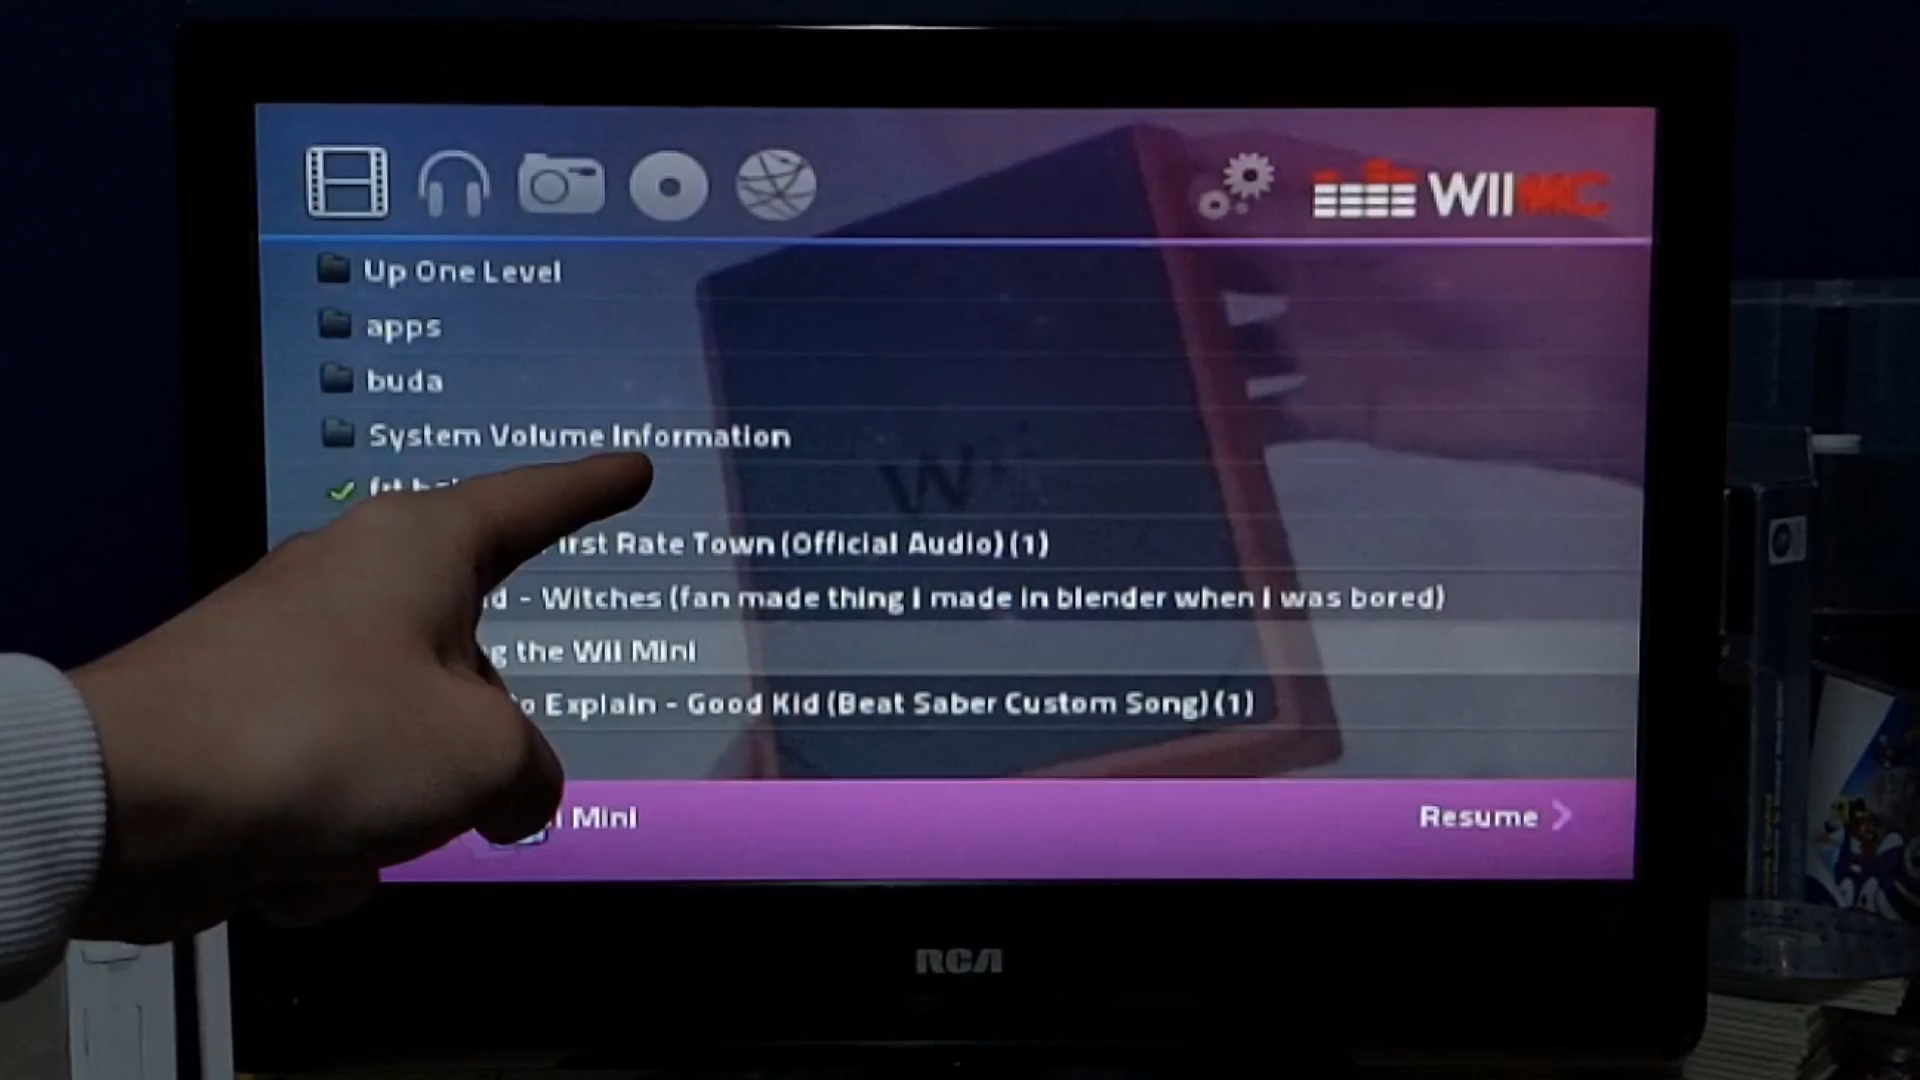 WIIMC
Up One Level
apps
buda
System Volume Information
First Rate Town (Official Audio) (1)
- Witches (fan made thing I made in blender when I was bored)
the Wii Mini
Explain - Good Kid (Beat Saber Custom Song) (1)
Mini
Resume
Wii
RCA